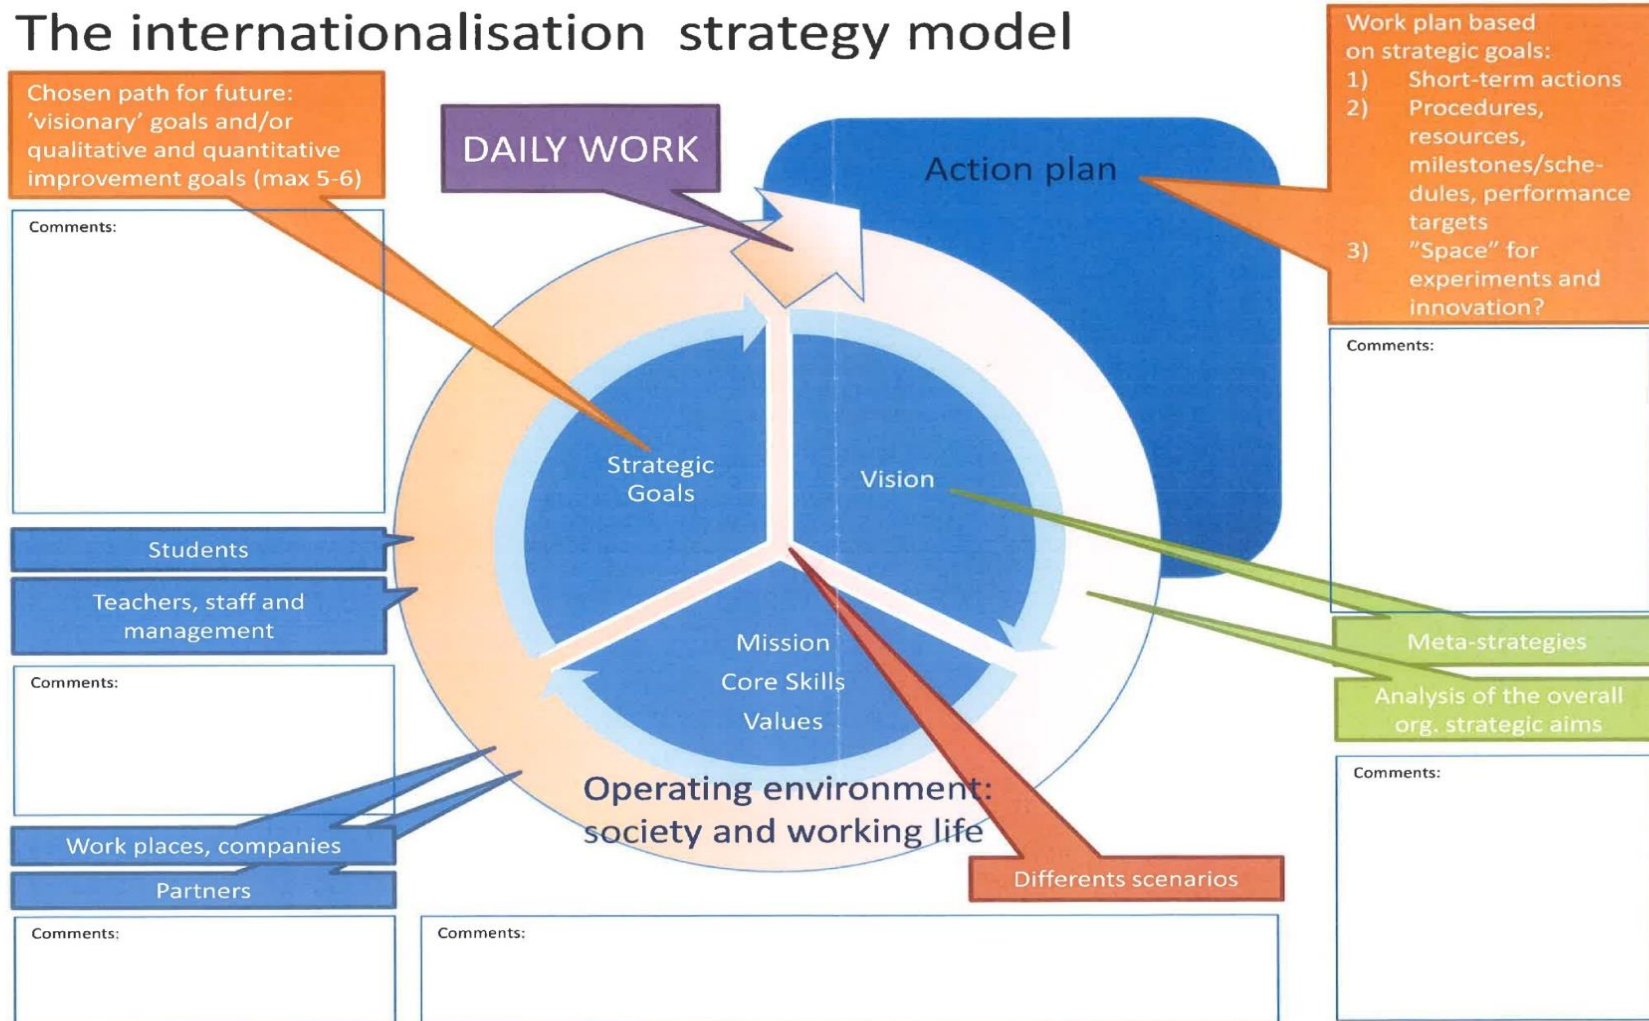 The internationalisation  strategy model
Chosen path for future:
'visionary' goals and/or
qualitative and quantitative
improvement goals (max 5-6)
Comments:
DAILY WORK
Action plan
Work plan based
on strategic goals:
1) Short-term actions
2) Procedures,
resources,
milestones/sche-
dules, performance
targets
3) "Space" for
experiments and
innovation?
Comments:
Strategic
Goals
Vision
Mission
Core Skills
Values
Operating environment:
society and working life
Students
Teachers, staff and
management
Comments:
Work places, companies
Partners
Comments:
Meta-strategies
Analysis of the overall
org. strategic aims
Comments:
Differents scenarios
Comments: